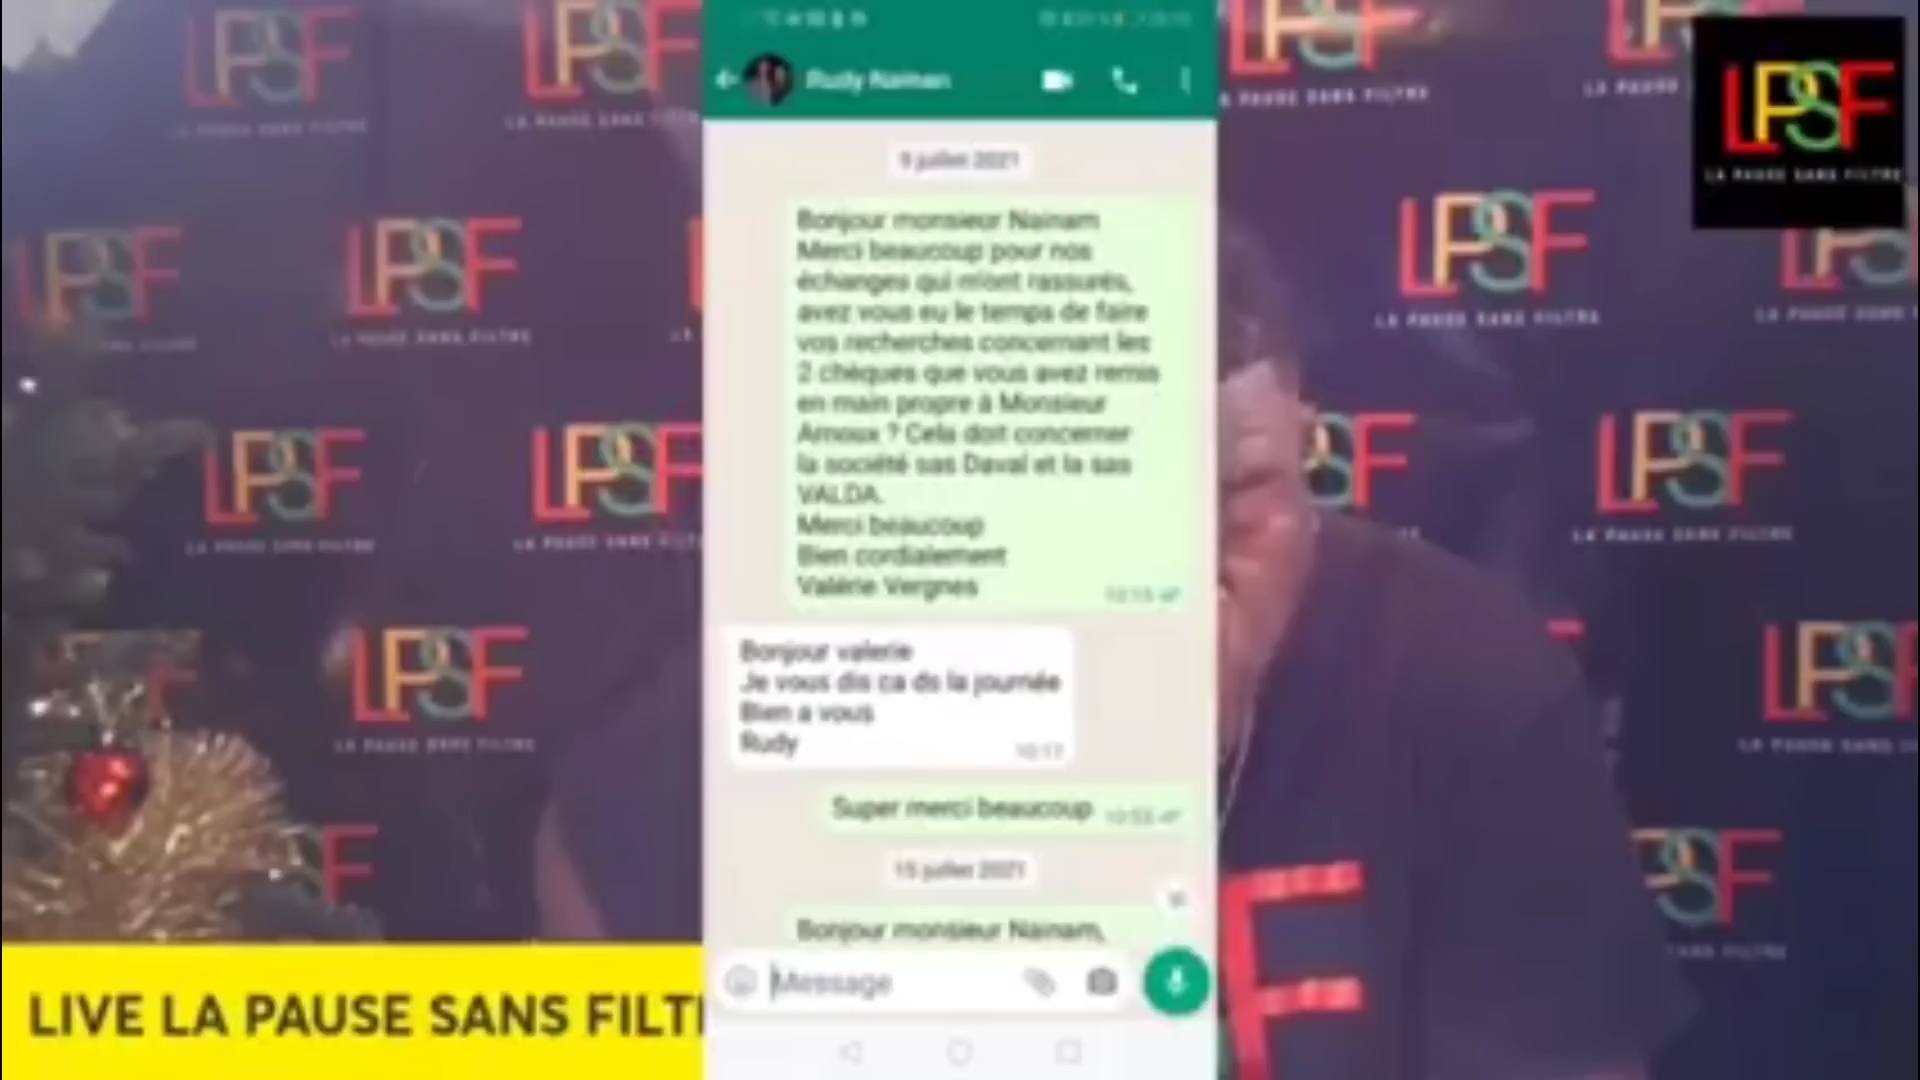 Rudy Nainan
9 juillet 2021
Bonjour monsieur Nainam
Merci beaucoup pour nos
échanges qui m'ont rassurés,
avez vous eu le temps de faire
vos recherches concernant les
2 chèques que vous avez remis
en main propre à Monsieur
Arnoux ? Cela doit concerner
la société sas Daval et la sas
VALDA.
Merci beaucoup
Bien cordialement
Valérie Vergnes
Bonjour valerie
Je vous dis ca ds la journée
Bien a vous
Rudy
10:17
Super merci beaucoup
15 juillet 2021
Bonjour monsieur Nainam,
Message
LPSF
LA PAUSE SANS FILTRE
LIVE LA PAUSE SANS FILT